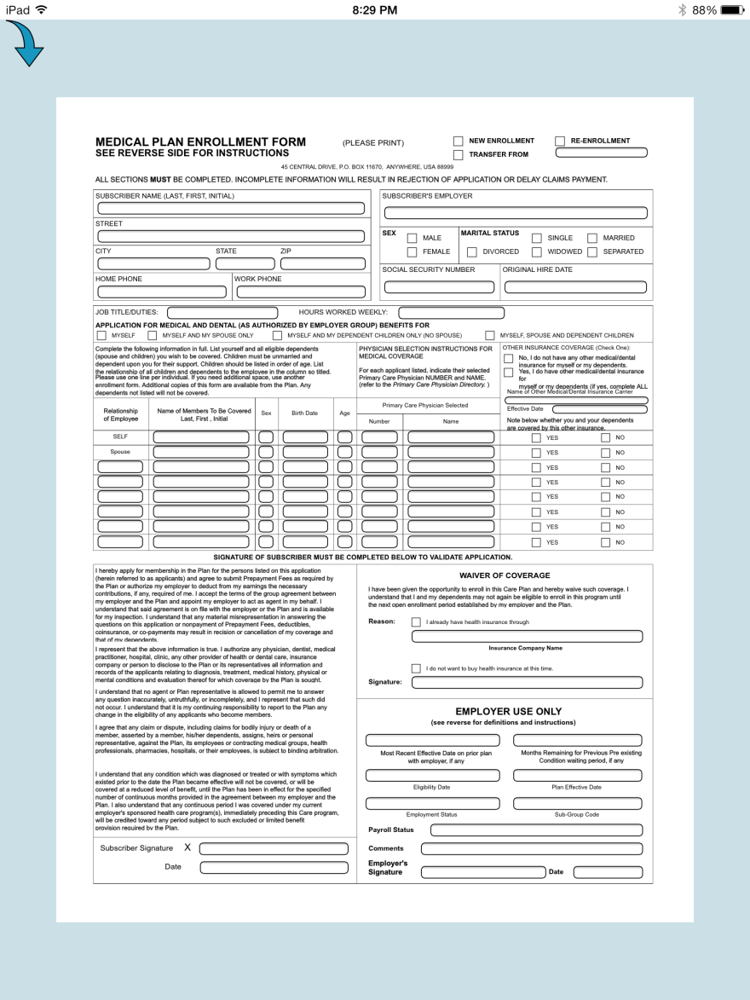 iPad 8:29 PM 88%
MEDICAL PLAN ENROLLMENT FORM (PLEASE PRINT) NEW ENROLLMENT RE-ENROLLMENT
SEE REVERSE SIDE FOR INSTRUCTIONS TRANSFER FROM
45 CENTRAL DRIVE, P.O. BOX 11670, ANYWHERE, USA 88999
ALL SECTIONS MUST BE COMPLETED. INCOMPLETE INFORMATION WILL RESULT IN REJECTION OF APPLICATION OR DELAY CLAIMS PAYMENT.
SUBSCRIBER NAME (LAST, FIRST, INITIAL)
STREET
CITY STATE ZIP
HOME PHONE WORK PHONE
SUBSCRIBER'S EMPLOYER
SEX MALE MARITAL STATUS SINGLE MARRIED
FEMALE DIVORCED WIDOWED SEPARATED
SOCIAL SECURITY NUMBER ORIGINAL HIRE DATE
JOB TITLE/DUTIES: HOURS WORKED WEEKLY:
APPLICATION FOR MEDICAL AND DENTAL (AS AUTHORIZED BY EMPLOYER GROUP) BENEFITS FOR
MYSELF MYSELF AND MY SPOUSE ONLY MYSELF AND MY DEPENDENT CHILDREN ONLY (NO SPOUSE) MYSELF, SPOUSE AND DEPENDENT CHILDREN
Complete the following information in full. List yourself and all eligible dependents
(spouse and children) you wish to be covered. Children must be unmarried and
dependent upon you for their support. Children should be listed in order of age. List
the relationship of all children and dependents to the employee in the column so titled.
Please use one line per individual. If you need additional space, use another
enrollment form. Additional copies of this form are available from the Plan. Any
dependents not listed will not be covered.
PHYSICIAN SELECTION INSTRUCTIONS FOR
MEDICAL COVERAGE
For each applicant listed, indicate their selected
Primary Care Physician NUMBER and NAME.
(refer to the Primary Care Physician Directory. )
OTHER INSURANCE COVERAGE (Check One):
No, I do not have any other medical/dental
insurance for myself or my dependents.
Yes, I do have other medical/dental insurance
for
myself or my dependents (if yes, complete ALL
Name of Other Medical/Dental Insurance Carrier
Effective Date
Note below whether you and your dependents
are covered by this other insurance.
Relationship
of Employee
Name of Members To Be Covered
Last, First , Initial
Sex Birth Date Age
Primary Care Physician Selected
Number Name
SELF YES NO
Spouse YES NO
YES NO
YES NO
YES NO
YES NO
YES NO
YES NO
SIGNATURE OF SUBSCRIBER MUST BE COMPLETED BELOW TO VALIDATE APPLICATION.
I hereby apply for membership in the Plan for the persons listed on this application
(herein referred to as applicants) and agree to submit Prepayment Fees as required by
the Plan or authorize my employer to deduct from my earnings the necessary
contributions, if any, required of me. I accept the terms of the group agreement between
my employer and the Plan and appoint my employer to act as agent in my behalf. I
understand that said agreement is on file with the employer or the Plan and is available
for my inspection. I understand that any material misrepresentation in answering the
questions on this application or nonpayment of Prepayment Fees, deductibles,
coinsurance, or co-payments may result in recision or cancellation of my coverage and
that of my dependents.
I represent that the above information is true. I authorize any physician, dentist, medical
practitioner, hospital, clinic, any other provider of health or dental care, insurance
company or person to disclose to the Plan or its representatives all information and
records of the applicants relating to diagnosis, treatment, medical history, physical or
mental conditions and evaluation thereof for which coverage by the Plan is sought.
I understand that no agent or Plan representative is allowed to permit me to answer
any question inaccurately, untruthfully, or incompletely, and I represent that such did
not occur. I understand that it is my continuing responsibility to report to the Plan any
change in the eligibility of any applicants who become members.
I agree that any claim or dispute, including claims for bodily injury or death of a
member, asserted by a member, his/her dependents, assigns, heirs or personal
representative, against the Plan, its employees or contracting medical groups, health
professionals, pharmacies, hospitals, or their employees, is subject to binding arbitration.
I understand that any condition which was diagnosed or treated or with symptoms which
existed prior to the date the Plan became effective will not be covered, or will be
covered at a reduced level of benefit, until the Plan has been in effect for the specified
number of continuous months provided in the agreement between my employer and the
Plan. I also understand that any continuous period I was covered under my current
employer's sponsored health care program(s), immediately preceding this Care program,
will be credited toward any period subject to such excluded or limited benefit
provision required by the Plan.
Subscriber Signature X
Date
WAIVER OF COVERAGE
I have been given the opportunity to enroll in this Care Plan and hereby waive such coverage. I
understand that I and my dependents may not again be eligible to enroll in this program until
the next open enrollment period established by my employer and the Plan.
Reason: I already have health insurance through
Insurance Company Name
I do not want to buy health insurance at this time.
Signature:
EMPLOYER USE ONLY
(see reverse for definitions and instructions)
Most Recent Effective Date on prior plan
with employer, if any
Months Remaining for Previous Pre existing
Condition waiting period, if any
Eligibility Date Plan Effective Date
Employment Status Sub-Group Code
Payroll Status
Comments
Employer's
Signature Date